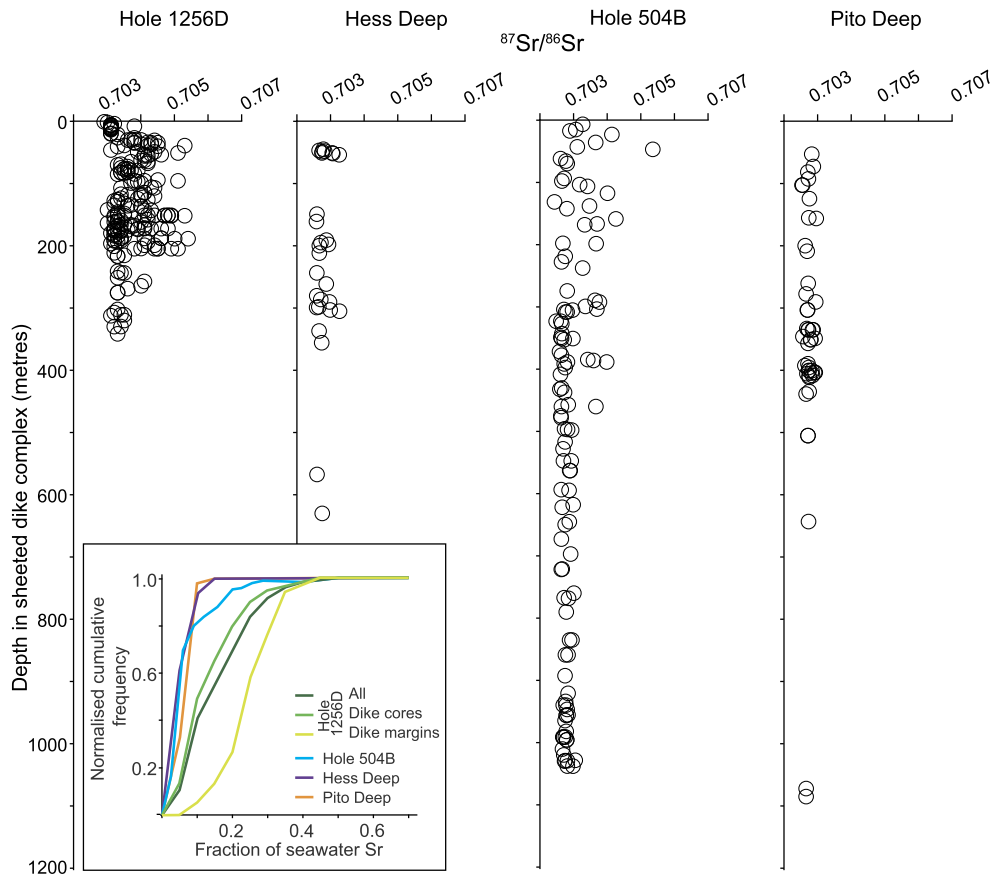 Hole 1256D Hess Deep Hole 504B Pito Deep
⁸⁷Sr/⁸⁶Sr
0.703 0.705 0.707 0.703 0.705 0.707 0.703 0.705 0.707 0.703 0.705 0.707
0
200
400
600
800
1000
1200
Depth in sheeted dike complex (metres)
1.0
0.6
0.2
Normalised cumulative
frequency
Hole
1256D
All
Dike cores
Dike margins
Hole 504B
Hess Deep
Pito Deep
0.2 0.4 0.6
Fraction of seawater Sr